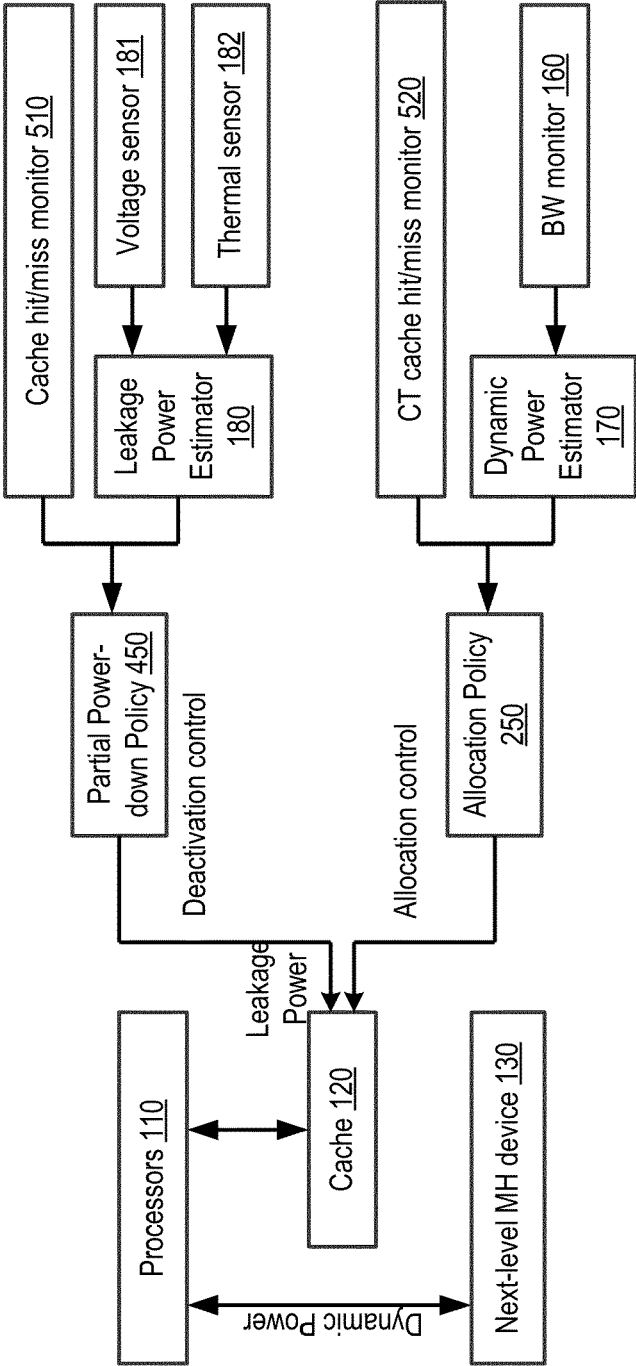 Processors 110
Cache 120
Next-level MH device 130
Dynamic Power
Leakage
Power
Deactivation control
Allocation control
Partial Power-
down Policy 450
Allocation Policy
250
Leakage
Power
Estimator
180
Dynamic
Power
Estimator
170
Cache hit/miss monitor 510
Voltage sensor 181
Thermal sensor 182
CT cache hit/miss monitor 520
BW monitor 160